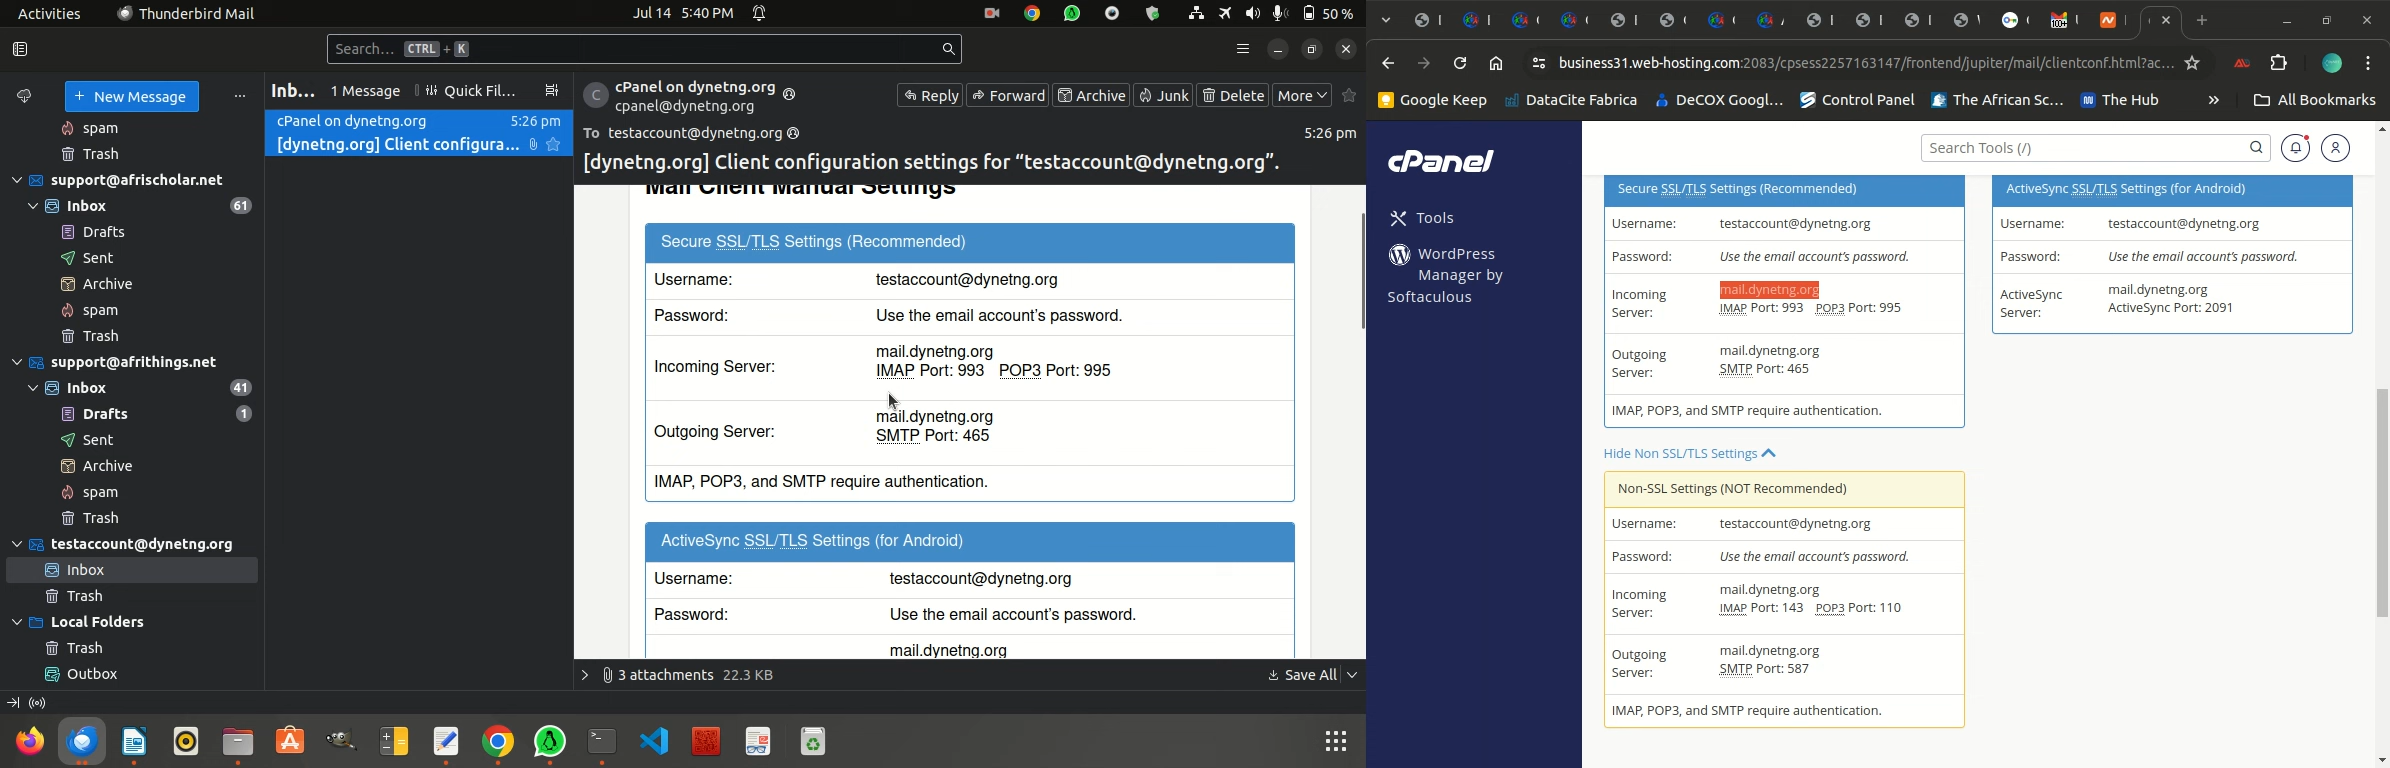 Activities
Thunderbird Mail
Jul 14 5:40 PM
50 %
Search... CTRL + K
New Message
spam
Trash
support@afrischolar.net
Inbox 61
Drafts
Sent
Archive
spam
Trash
support@afrithings.net
Inbox 41
Drafts 1
Sent
Archive
spam
Trash
testaccount@dynetng.org
Inbox
Trash
Local Folders
Trash
Outbox
Inb... 1 Message Quick Fil...
cPanel on dynetng.org 5:26 pm
[dynetng.org] Client configura...
C
cPanel on dynetng.org
cpanel@dynetng.org
Reply Forward Archive Junk Delete More
To testaccount@dynetng.org 5:26 pm
[dynetng.org] Client configuration settings for “testaccount@dynetng.org”.
Mail Client Manual Settings
Secure SSL/TLS Settings (Recommended)
Username: testaccount@dynetng.org
Password: Use the email account’s password.
Incoming Server: mail.dynetng.org
IMAP Port: 993 POP3 Port: 995
Outgoing Server: mail.dynetng.org
SMTP Port: 465
IMAP, POP3, and SMTP require authentication.
ActiveSync SSL/TLS Settings (for Android)
Username: testaccount@dynetng.org
Password: Use the email account’s password.
mail.dynetng.org
3 attachments 22.3 KB
Save All
business31.web-hosting.com:2083/cpsess2257163147/frontend/jupiter/mail/clientconf.html?ac...
Google Keep
DataCite Fabrica
DeCOX Googl...
Control Panel
The African Sc...
The Hub
All Bookmarks
cPanel
Tools
WordPress
Manager by
Softaculous
Search Tools (/)
Secure SSL/TLS Settings (Recommended)
Username: testaccount@dynetng.org
Password: Use the email account’s password.
Incoming Server: mail.dynetng.org
IMAP Port: 993 POP3 Port: 995
Outgoing Server: mail.dynetng.org
SMTP Port: 465
IMAP, POP3, and SMTP require authentication.
ActiveSync SSL/TLS Settings (for Android)
Username: testaccount@dynetng.org
Password: Use the email account’s password.
ActiveSync Server: mail.dynetng.org
ActiveSync Port: 2091
Hide Non SSL/TLS Settings
Non-SSL Settings (NOT Recommended)
Username: testaccount@dynetng.org
Password: Use the email account’s password.
Incoming Server: mail.dynetng.org
IMAP Port: 143 POP3 Port: 110
Outgoing Server: mail.dynetng.org
SMTP Port: 587
IMAP, POP3, and SMTP require authentication.